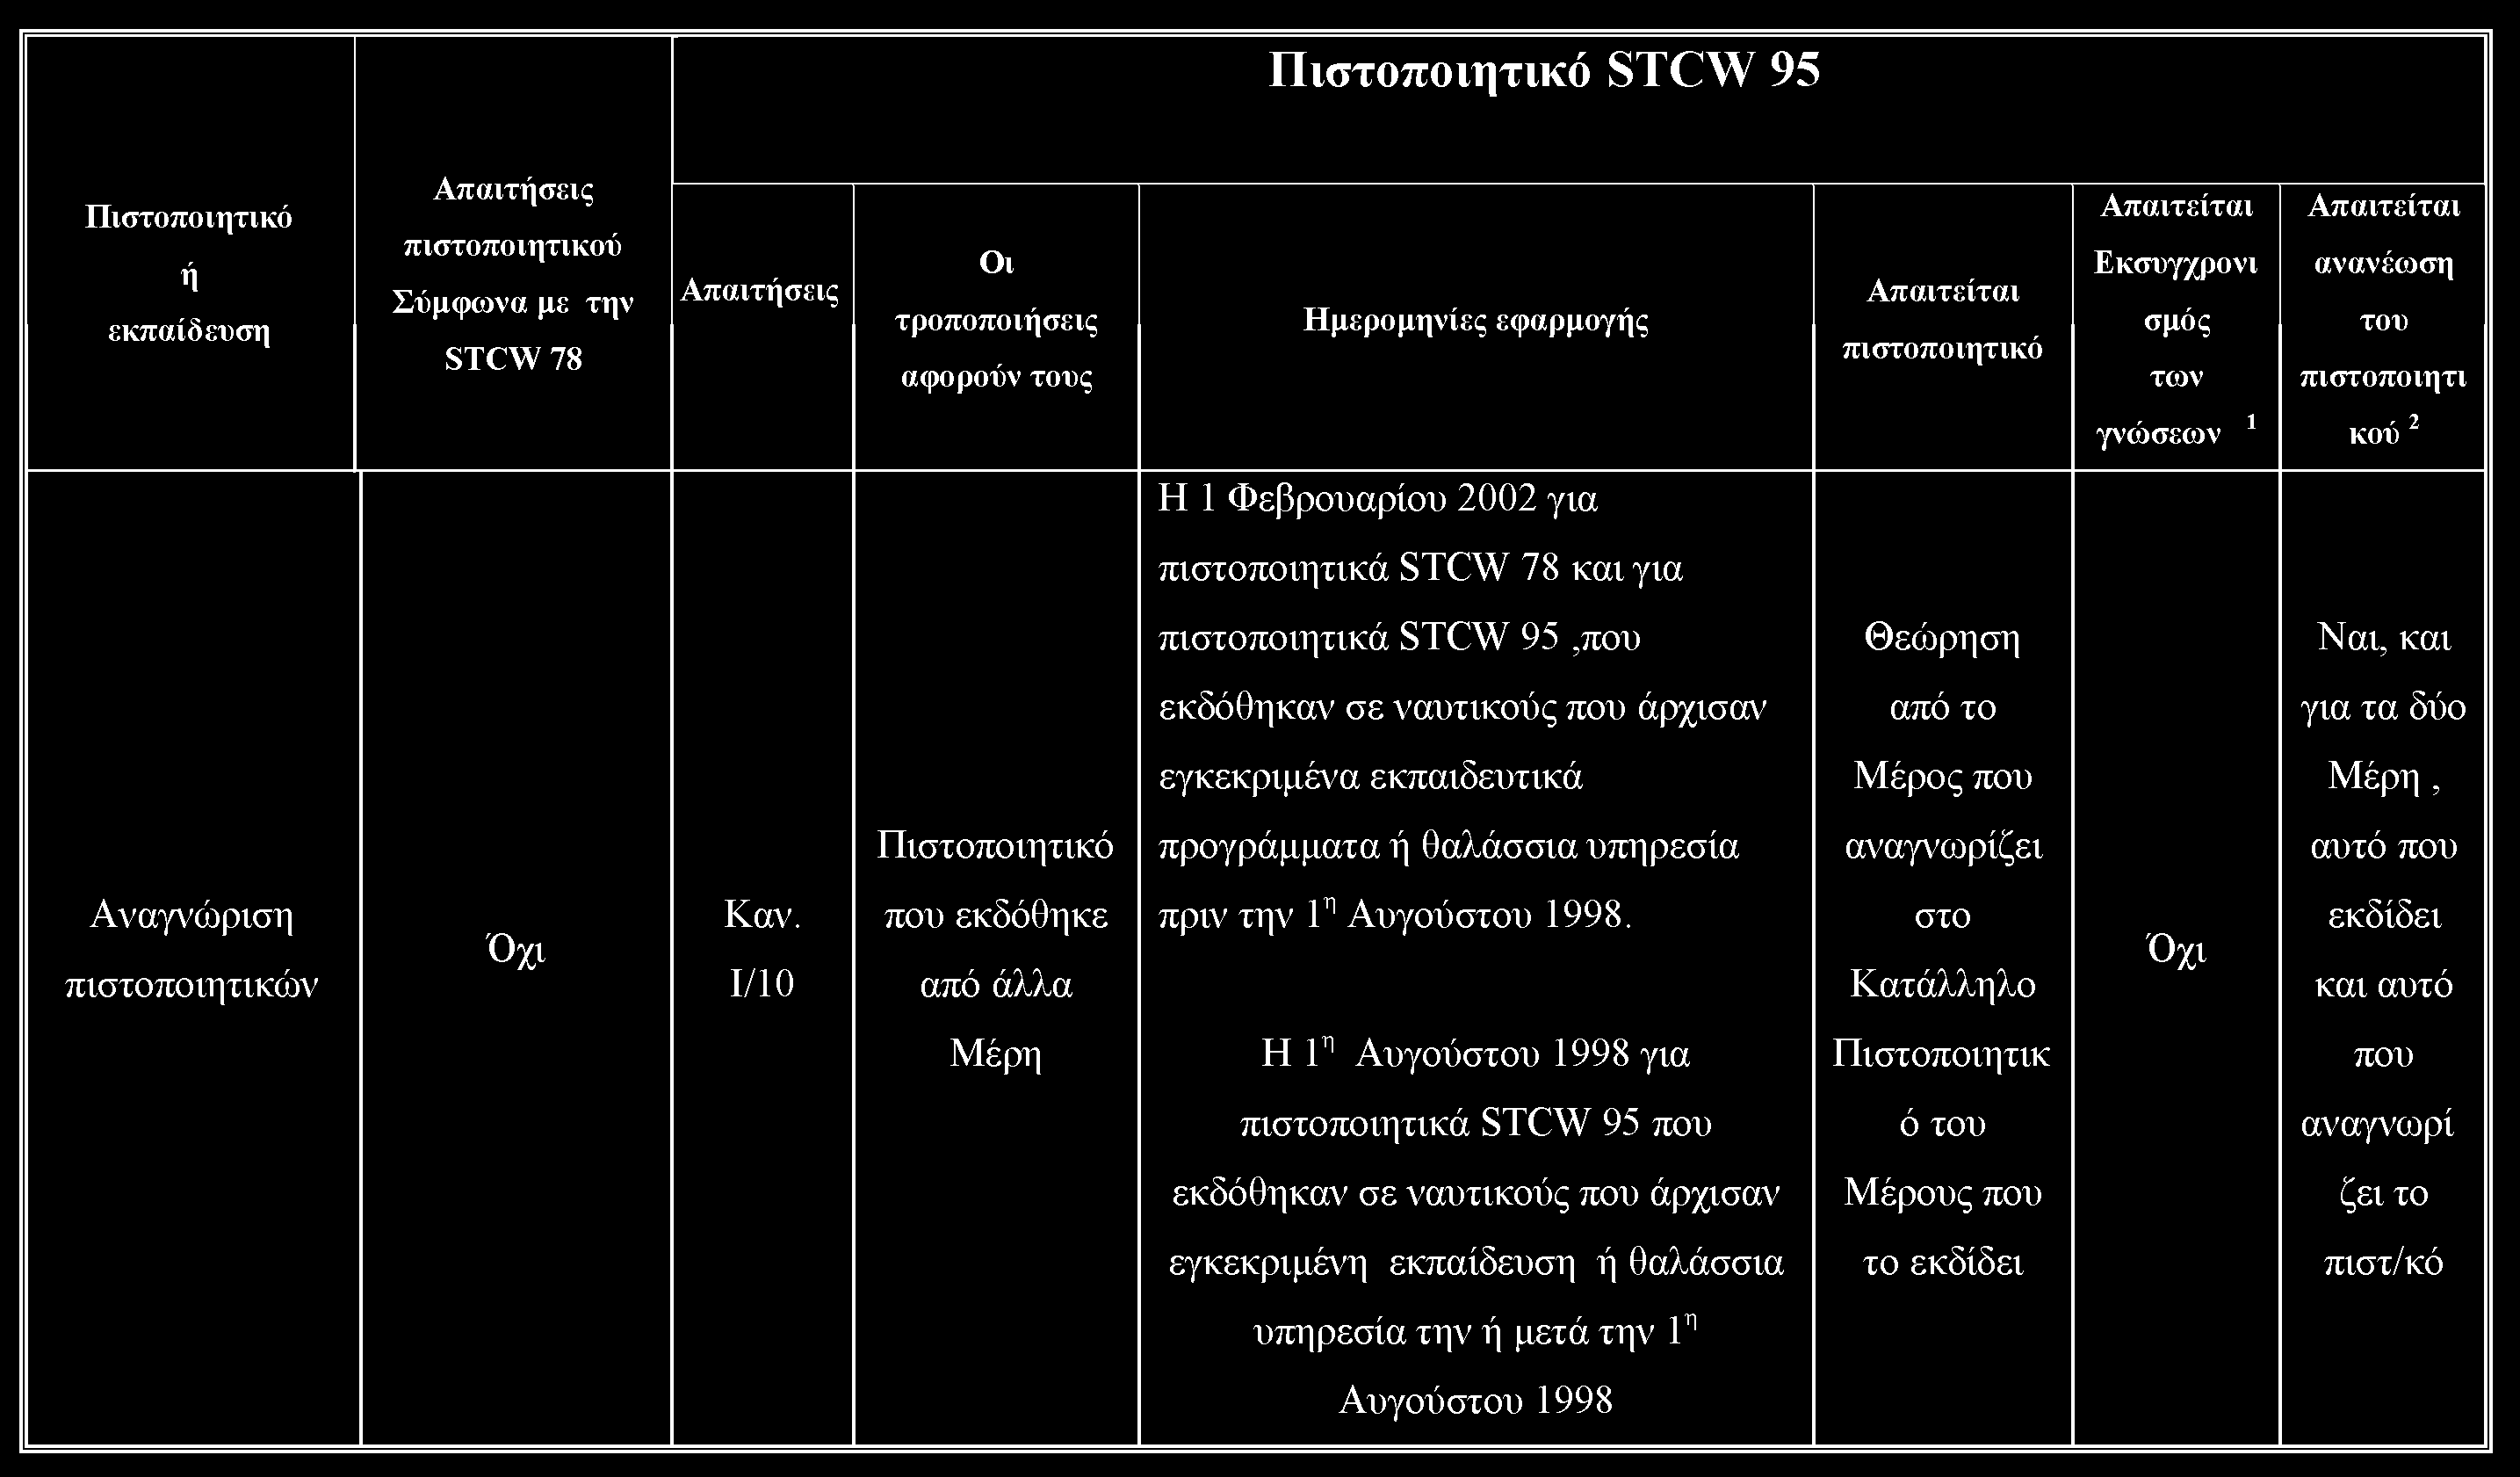 Πιστοποιητικό STCW 95
Πιστοποιητικό
ή
εκπαίδευση
Απαιτήσεις
πιστοποιητικού
Σύμφωνα με την
STCW 78
Απαιτήσεις
Οι
τροποποιήσεις
αφορούν τους
Ημερομηνίες εφαρμογής
Απαιτείται
πιστοποιητικό
Απαιτείται
Εκσυγχρονι
σμός
των
γνώσεων 1
Απαιτείται
ανανέωση
του
πιστοποιητι
κού 2
Αναγνώριση
πιστοποιητικών
Όχι
Καν.
Ι/10
Πιστοποιητικό
που εκδόθηκε
από άλλα
Μέρη
Η 1 Φεβρουαρίου 2002 για
πιστοποιητικά STCW 78 και για
πιστοποιητικά STCW 95 ,που
εκδόθηκαν σε ναυτικούς που άρχισαν
εγκεκριμένα εκπαιδευτικά
προγράμματα ή θαλάσσια υπηρεσία
πριν την 1η Αυγούστου 1998.
Η 1η Αυγούστου 1998 για
πιστοποιητικά STCW 95 που
εκδόθηκαν σε ναυτικούς που άρχισαν
εγκεκριμένη εκπαίδευση ή θαλάσσια
υπηρεσία την ή μετά την 1η
Αυγούστου 1998
Θεώρηση
από το
Μέρος που
αναγνωρίζει
στο
Κατάλληλο
Πιστοποιητικ
ό του
Μέρους που
το εκδίδει
Όχι
Ναι, και
για τα δύο
Μέρη ,
αυτό που
εκδίδει
και αυτό
που
αναγνωρί
ζει το
πιστ/κό